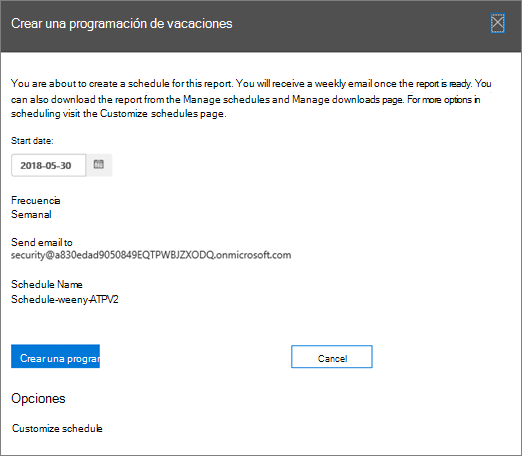 Crear una programación de vacaciones
You are about to create a schedule for this report. You will receive a weekly email once the report is ready. You
can also download the report from the Manage schedules and Manage downloads page. For more options in
scheduling visit the Customize schedules page.
Start date:
2018-05-30
Frecuencia
Semanal
Send email to
security@a830edad9050849EQTPWBJZXODQ.onmicrosoft.com
Schedule Name
Schedule-weeny-ATPV2
Crear una prograr
Cancel
Opciones
Customize schedule